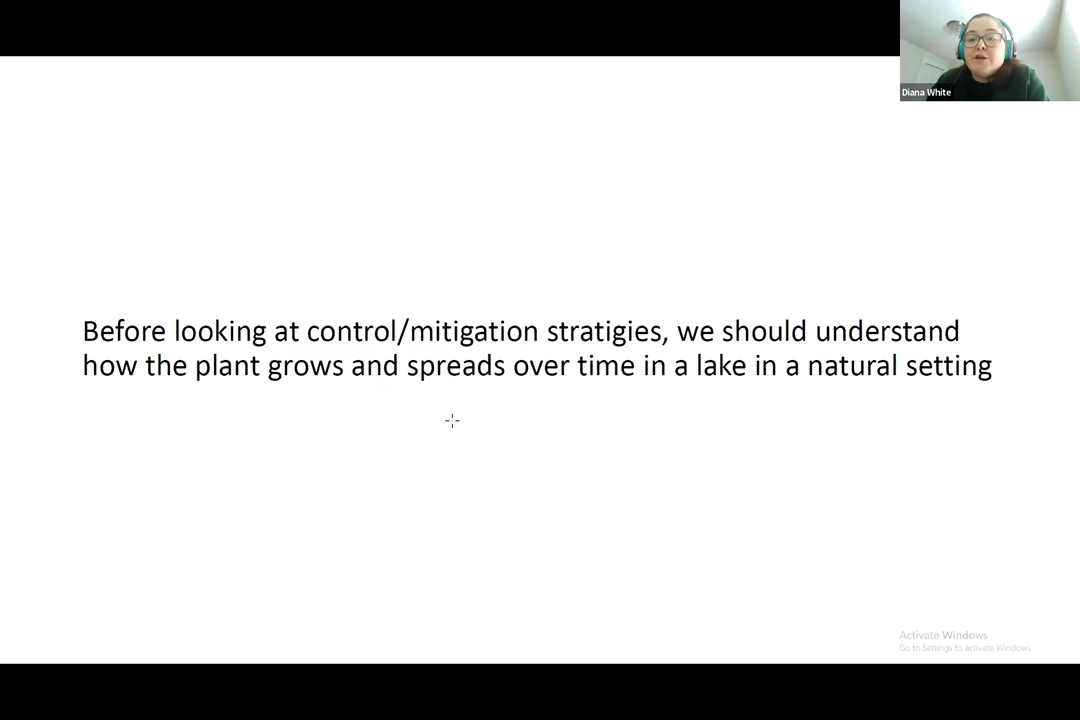 Diana White
Before looking at control/mitigation stratigies, we should understand
how the plant grows and spreads over time in a lake in a natural setting
Activate Windows
Go to Settings to activate Windows.